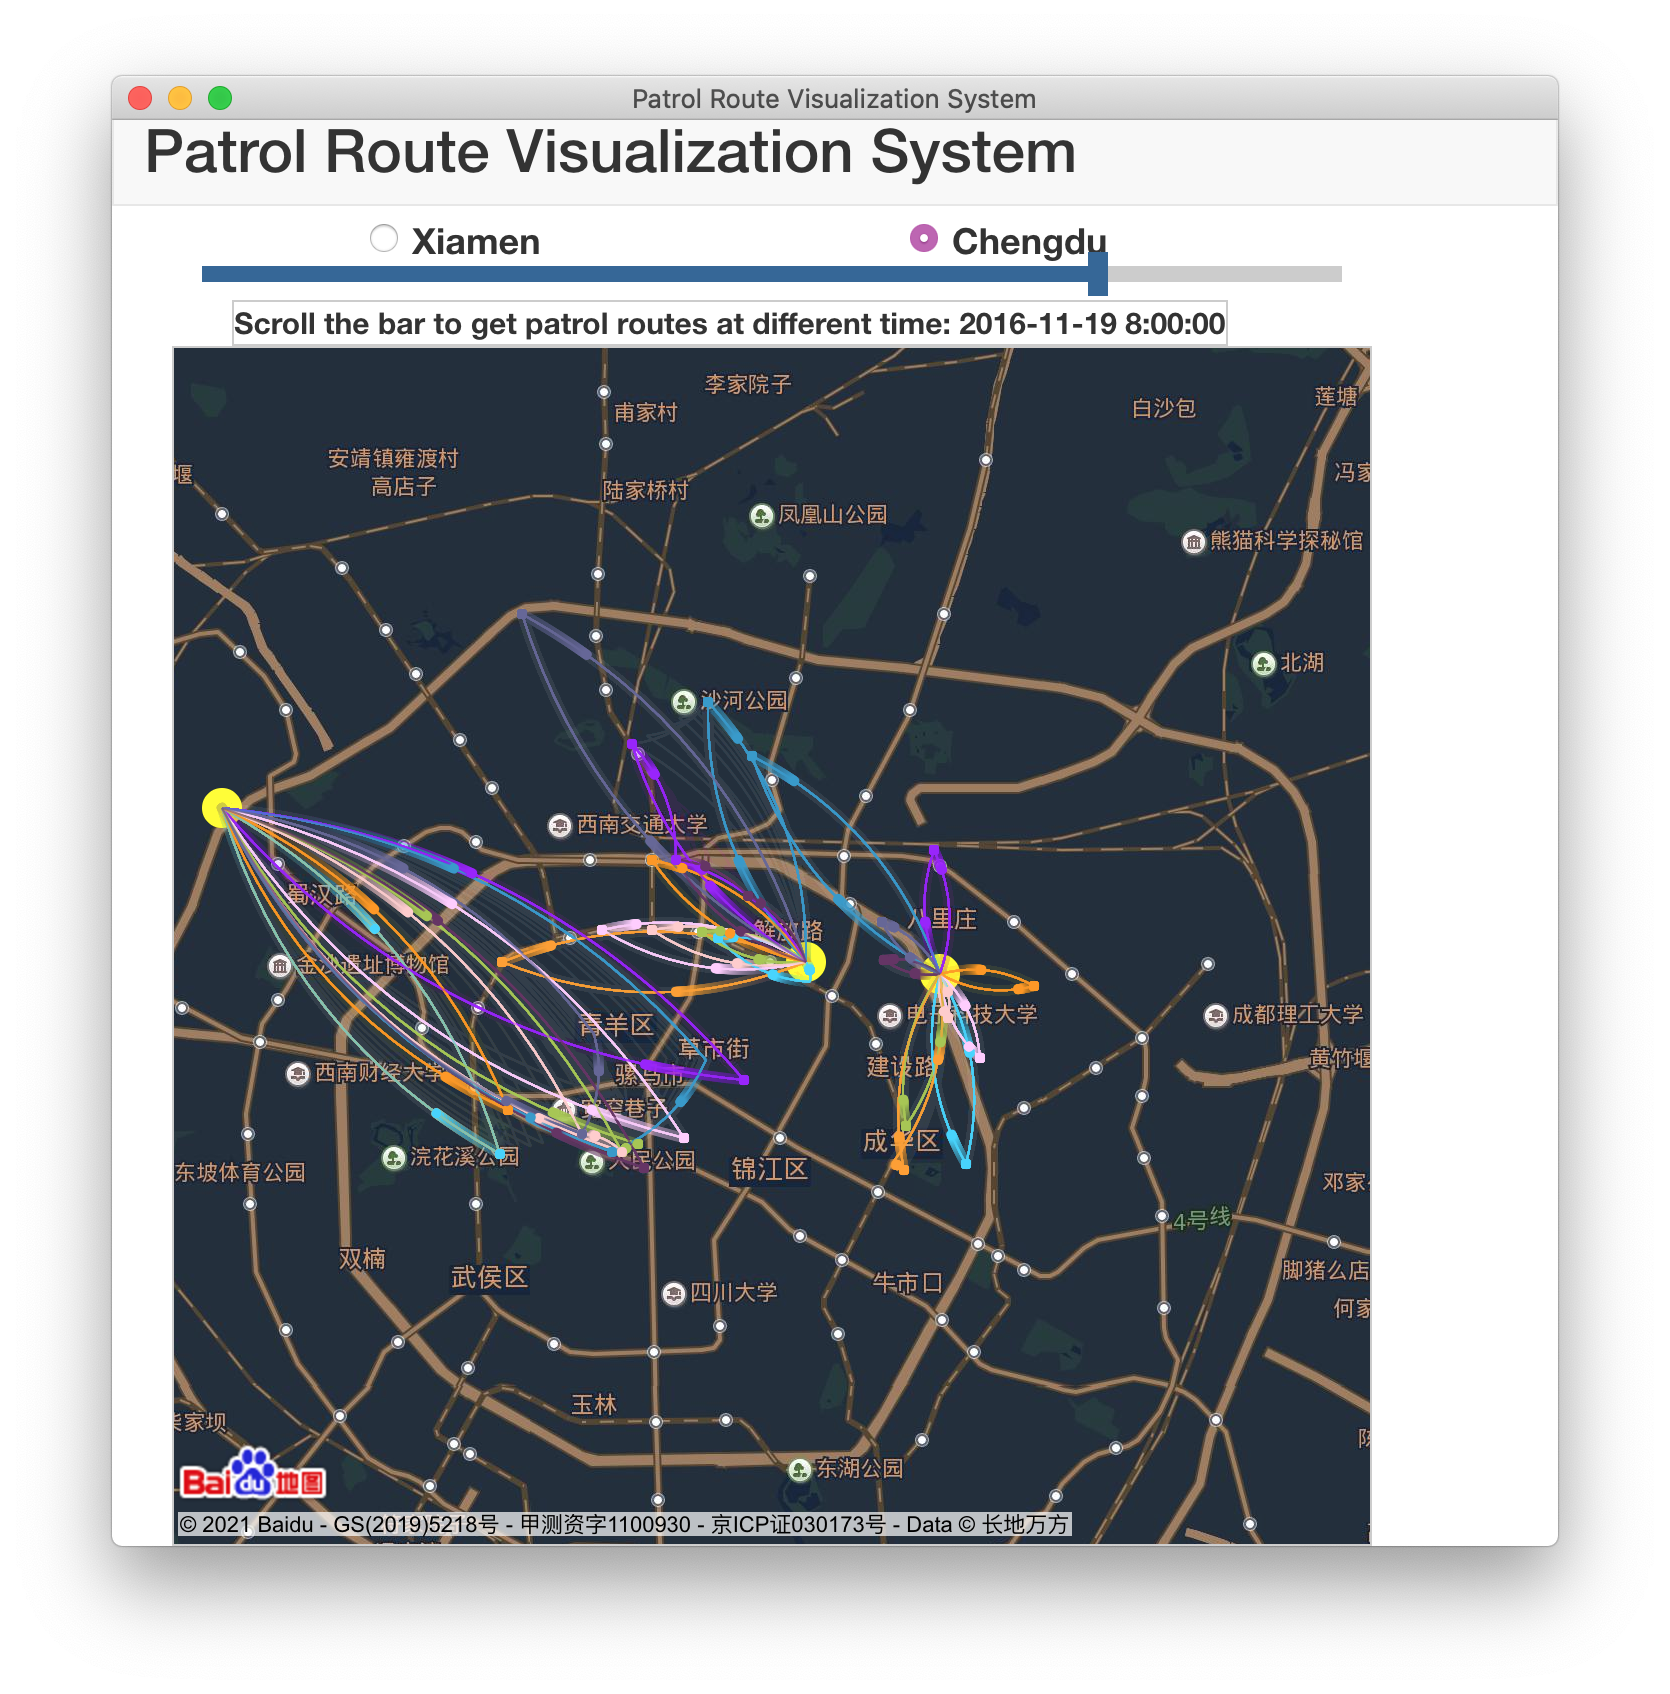 Patrol Route Visualization System
Patrol Route Visualization System
Xiamen
Chengdu
Scroll the bar to get patrol routes at different time: 2016-11-19 8:00:00
李家院子
莲塘
白沙包
甫家村
安靖镇雍渡村
堰
冯家
高店子
陆家桥村
凤凰山公园
熊猫科学探秘馆
北湖
沙河公园
西南交通大学
蜀汉路
八里庄
解放路
金沙遗址博物馆
电子科技大学
成都理工大学
青羊区
草市街
黄竹堰
建设路
西南财经大学
骡马市
成华区
浣花溪公园
人民公园
锦江区
东坡体育公园
邓家
4号线
双楠
脚猪么店
武侯区
牛市口
四川大学
何家
玉林
家坝
东湖公园
Bai du 地图
© 2021 Baidu - GS(2019)5218号 - 甲测资字1100930 - 京ICP证030173号 - Data © 长地万方